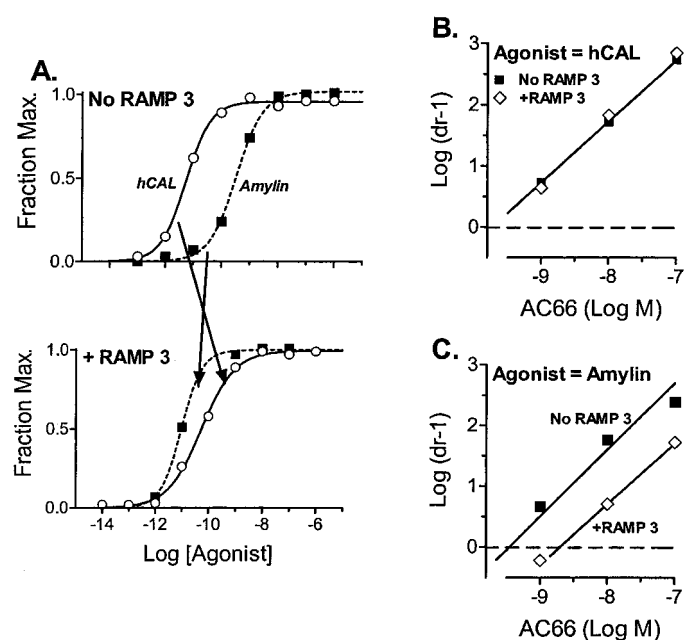 A.
No RAMP 3
Fraction Max.
1.0
0.5
0.0
hCAL
Amylin
+ RAMP 3
Fraction Max.
1.0
0.5
0.0
-14 -12 -10 -8 -6
Log [Agonist]
B.
Agonist = hCAL
No RAMP 3
+RAMP 3
Log (dr-1)
3
2
1
0
-9 -8 -7
AC66 (Log M)
C.
Agonist = Amylin
No RAMP 3
+RAMP 3
Log (dr-1)
3
2
1
0
-9 -8 -7
AC66 (Log M)